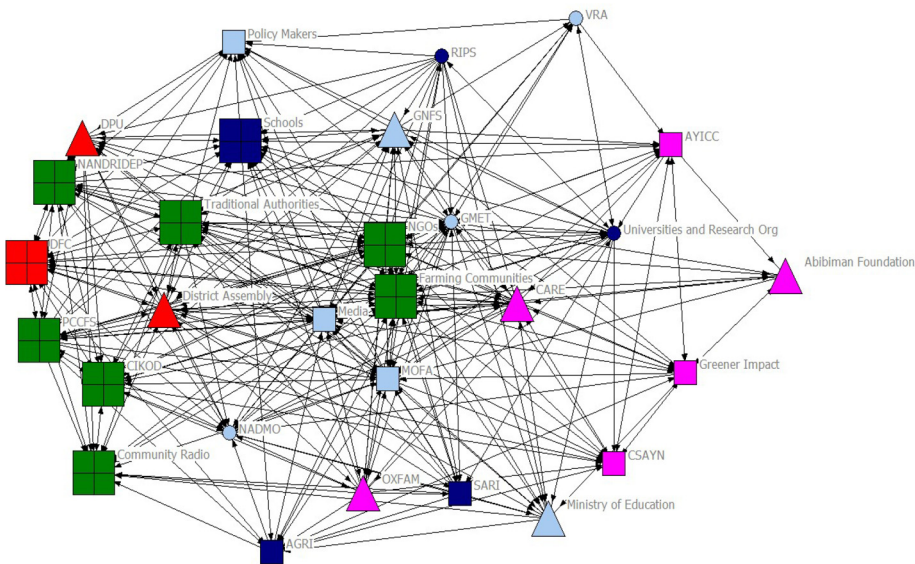 VRA
Policy Makers
RIPS
GNFS
DPU
Schools
AYICC
NANDRIDEP
Traditional Authorities
GMET
NGOs
Universities and Research Org
IDFC
Abibiman Foundation
Farming Communities
CARE
District Assembly
Media
PCCFS
CIKOD
MOFA
Greener Impact
NADMO
Community Radio
CSAYN
OXFAM
SARI
Ministry of Education
AGRI